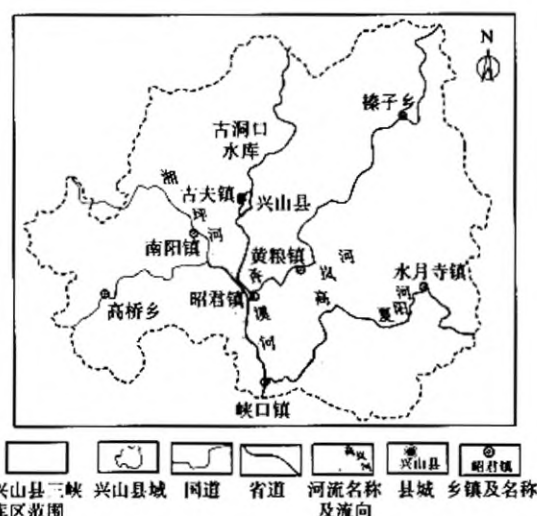 N
榛子乡
古洞口
水库
古夫镇
兴山县
湘
坪
河
南阳镇
黄粮镇
高
岚
河
水月寺镇
夏
阳
河
昭君镇
香
溪
河
高桥乡
峡口镇
兴山县三峡
库区范围
兴山县域
国道
省道
高岚河
河流名称
及流向
兴山县
县城
昭君镇
乡镇及名称